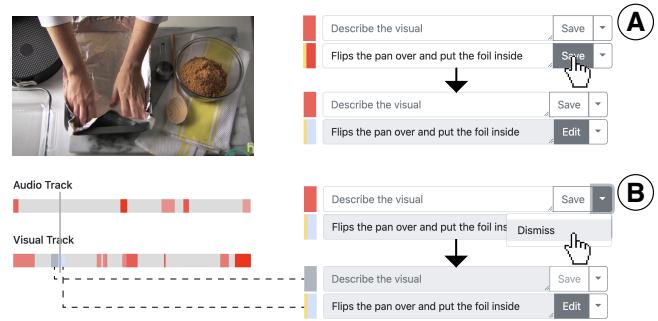 Describe the visual Save
Flips the pan over and put the foil inside Save
A
Describe the visual Save
Flips the pan over and put the foil inside Edit
Audio Track
Visual Track
Describe the visual Save
B
Flips the pan over and put the foil ins
Dismiss
Describe the visual Save
Flips the pan over and put the foil inside Edit